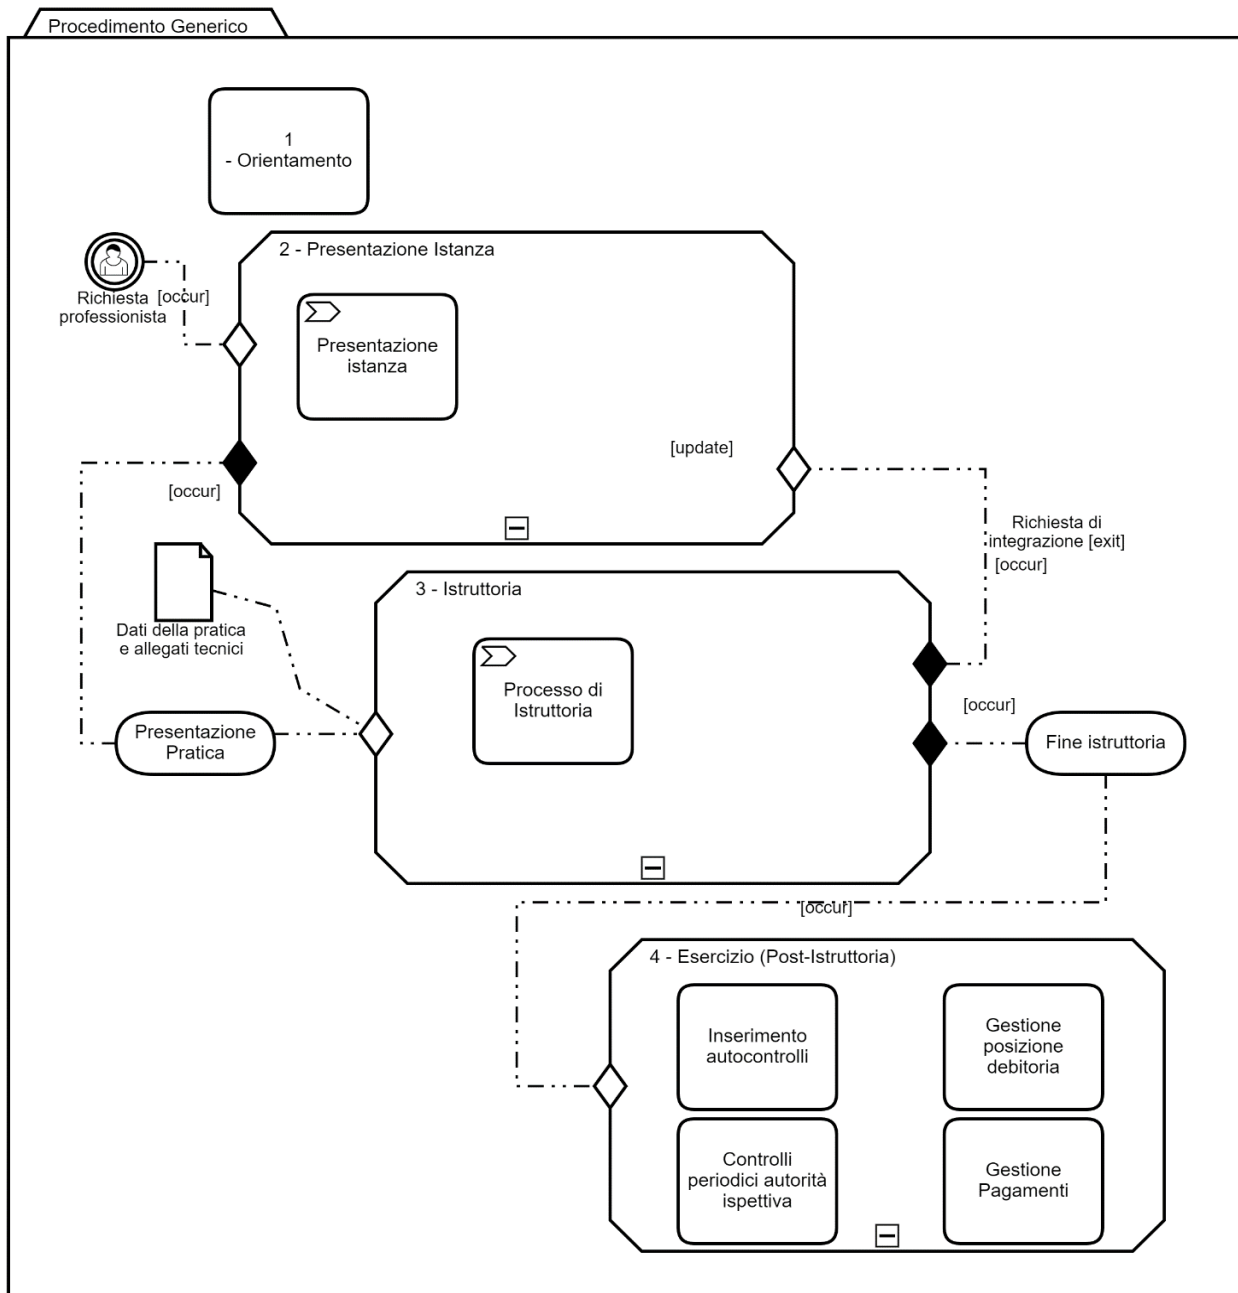 Procedimento Generico
1
- Orientamento
2 - Presentazione Istanza
Richiesta
professionista
[occur]
Presentazione
istanza
[update]
[occur]
Richiesta di
integrazione [exit]
[occur]
3 - Istruttoria
Dati della pratica
e allegati tecnici
Processo di
Istruttoria
[occur]
Presentazione
Pratica
Fine istruttoria
[occur]
4 - Esercizio (Post-Istruttoria)
Inserimento
autocontrolli
Gestione
posizione
debitoria
Controlli
periodici autorità
ispettiva
Gestione
Pagamenti